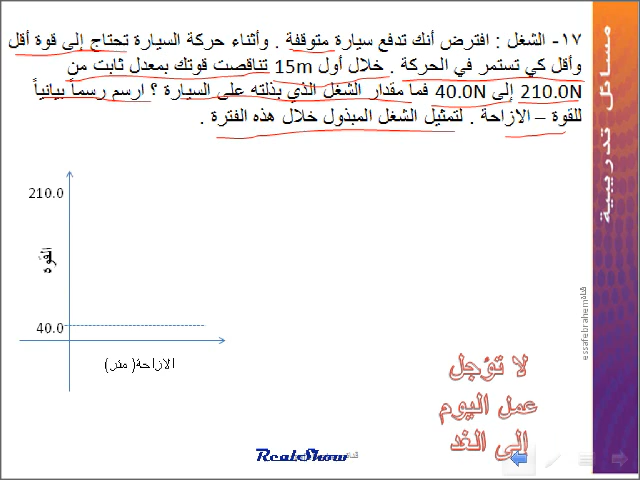 ١٧- الشغل : افترض أنك تدفع سيارة متوقفة . وأثناء حركة السيارة تحتاج إلى قوة أقل
وأقل كي تستمر في الحركة . خلال أول 15m تناقصت قوتك بمعدل ثابت من
210.0N إلى 40.0N فما مقدار الشغل الذي بذلته على السيارة ؟ ارسم رسماً بيانياً
للقوة – الازاحة . لتمثيل الشغل المبذول خلال هذه الفترة .
مسائل تدريبية
210.0
القوة
40.0
الازاحة( متر)
قناةessafebrahem
لا تؤجل
عمل اليوم
إلى الغد
RealShow